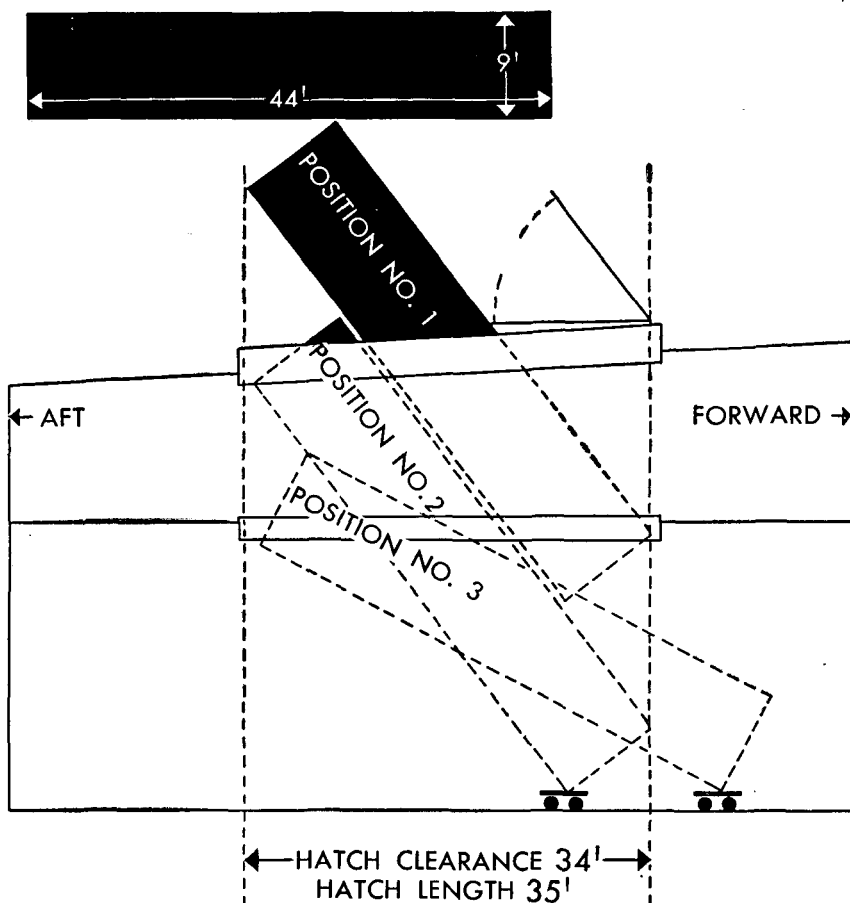 9'
44'
POSITION NO. 1
POSITION NO. 2
← AFT
FORWARD →
POSITION NO. 3
HATCH CLEARANCE 34'
HATCH LENGTH 35'